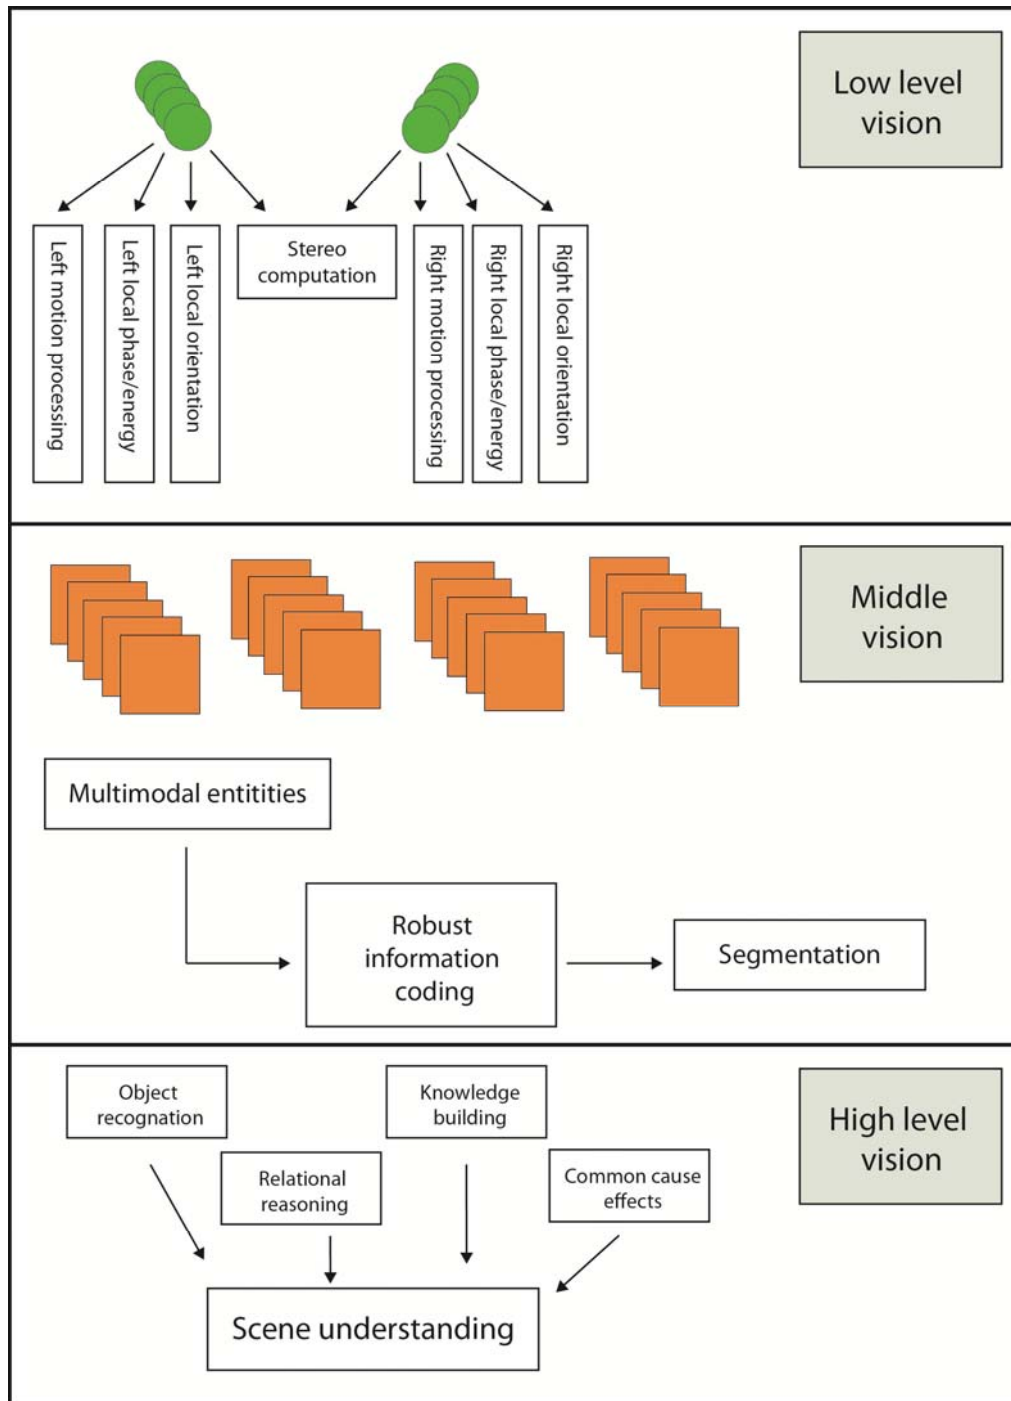 Low level
vision
Left motion processing
Left local phase/energy
Left local orientation
Stereo
computation
Right motion processing
Right local phase/energy
Right local orientation
Middle
vision
Multimodal entitities
Robust
information
coding
Segmentation
High level
vision
Object
recognation
Knowledge
building
Relational
reasoning
Common cause
effects
Scene understanding